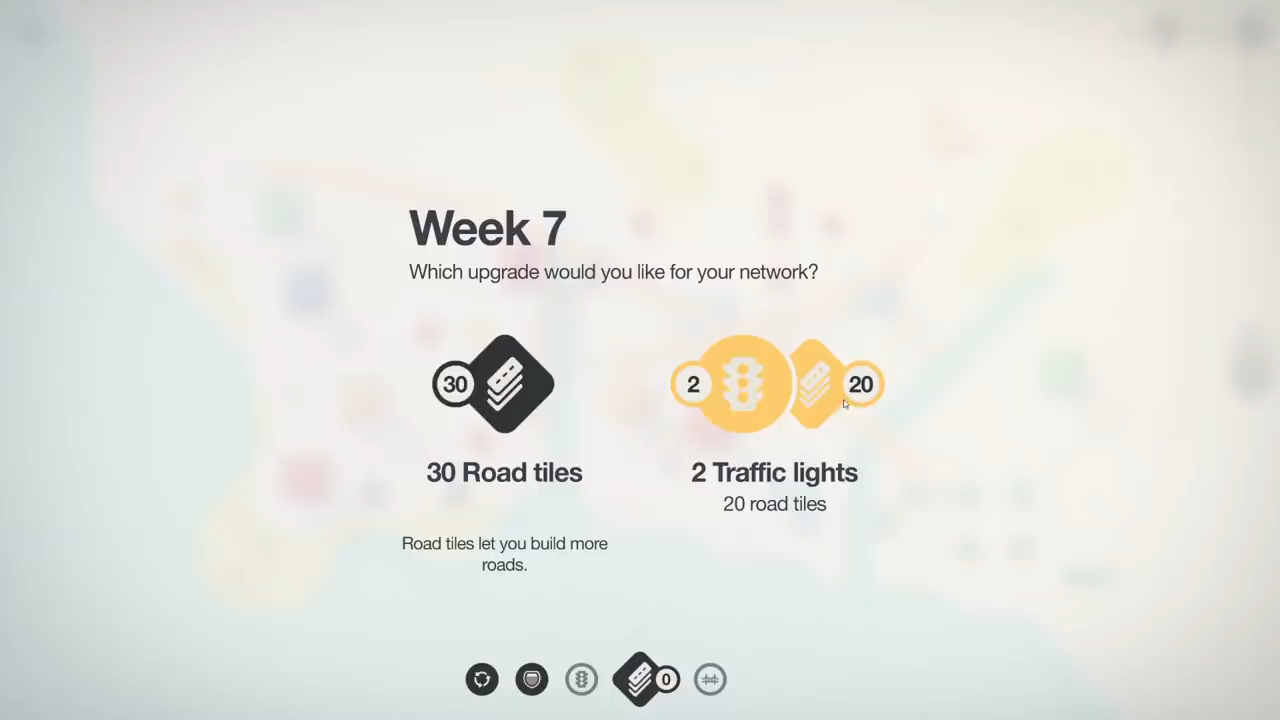 Week 7
Which upgrade would you like for your network?
30
2
20
30 Road tiles
2 Traffic lights
20 road tiles
Road tiles let you build more
roads.
0